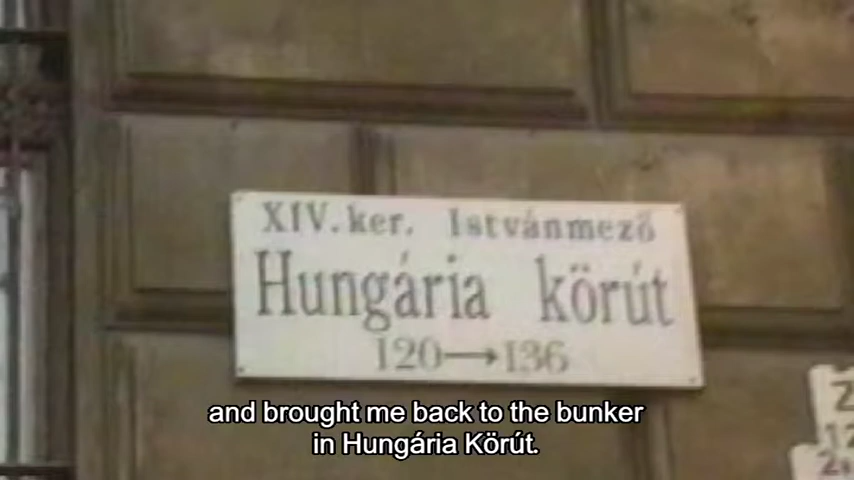 XIV. ker. Istvánmező
Hungária körút
120→136
and brought me back to the bunker
in Hungária Körút.